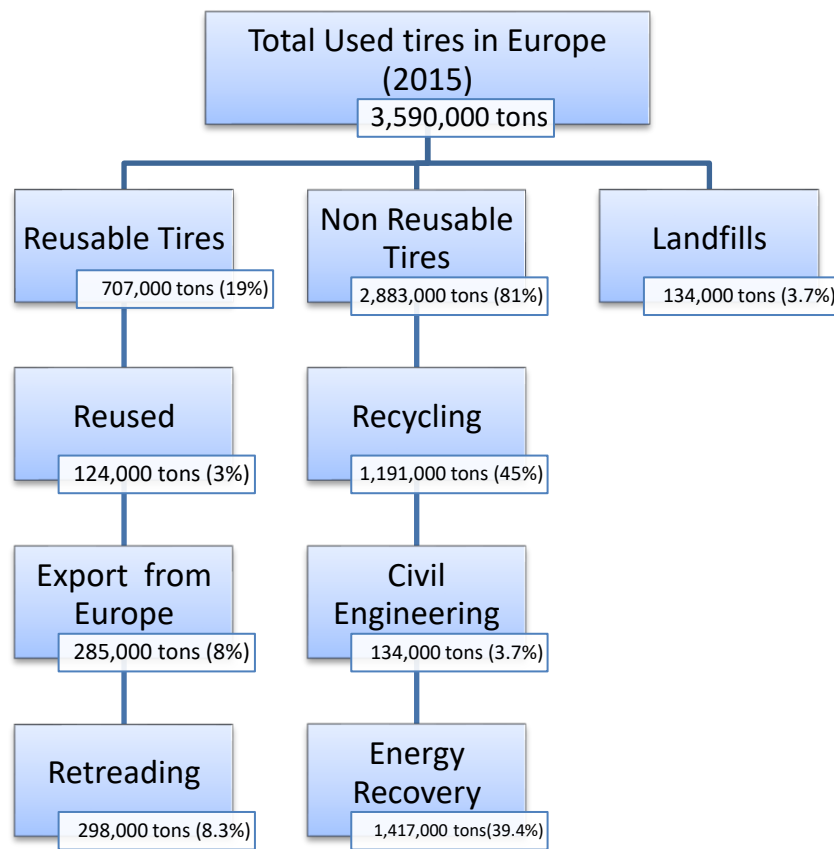 Total Used tires in Europe
(2015)
3,590,000 tons
Reusable Tires
707,000 tons (19%)
Non Reusable
Tires
2,883,000 tons (81%)
Landfills
134,000 tons (3.7%)
Reused
124,000 tons (3%)
Recycling
1,191,000 tons (45%)
Export from
Europe
285,000 tons (8%)
Civil
Engineering
134,000 tons (3.7%)
Retreading
298,000 tons (8.3%)
Energy
Recovery
1,417,000 tons(39.4%)